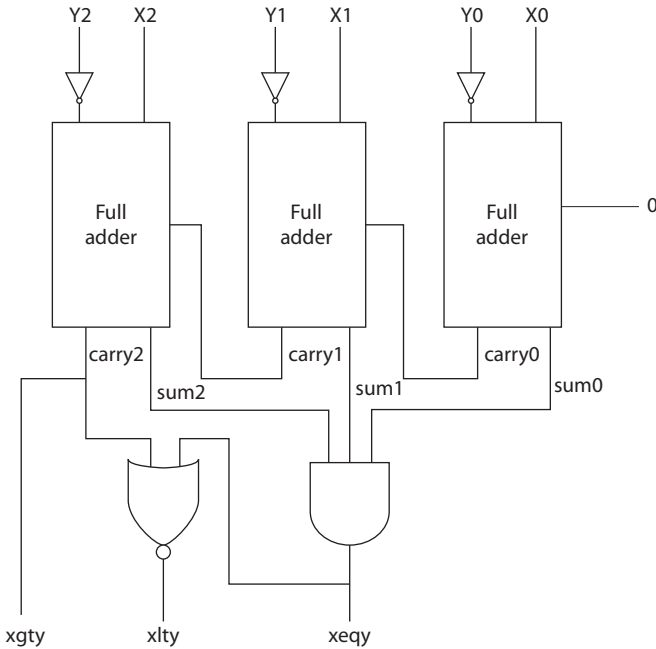 Y2 X2 Y1 X1 Y0 X0
Full adder
Full adder
Full adder
0
carry2
sum2
carry1
sum1
carry0
sum0
xgty
xlty
xeqy